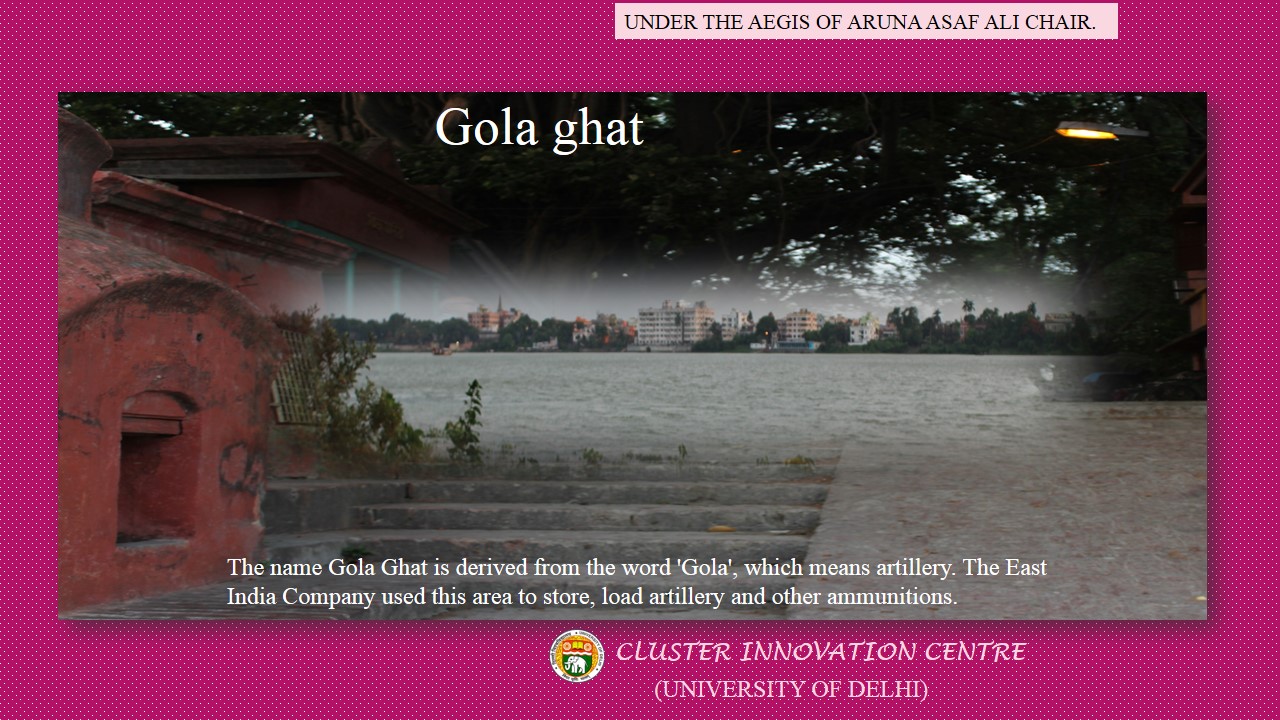 UNDER THE AEGIS OF ARUNA ASAF ALI CHAIR.
Gola ghat
The name Gola Ghat is derived from the word 'Gola', which means artillery. The East
India Company used this area to store, load artillery and other ammunitions.
CLUSTER INNOVATION CENTRE
(UNIVERSITY OF DELHI)